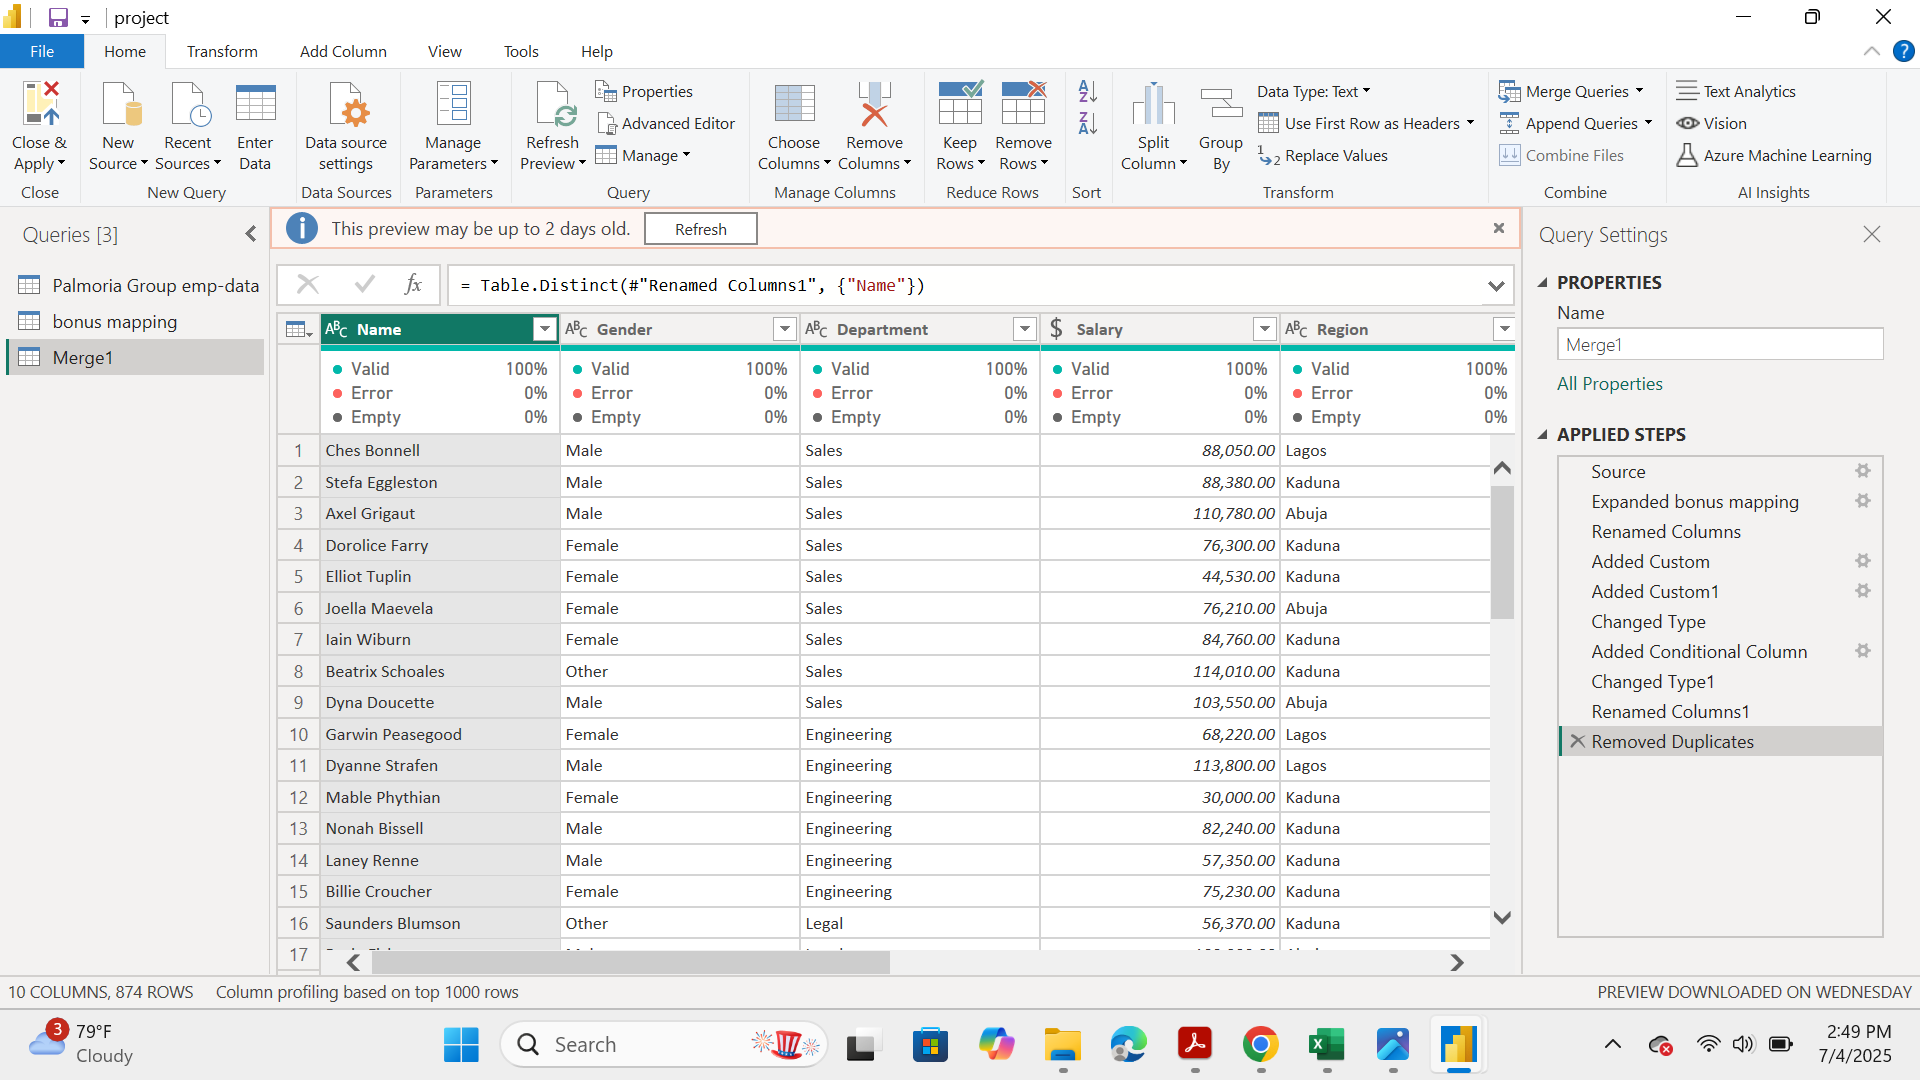 project
File Home Transform Add Column View Tools Help
Close & Apply
New Source
Recent Sources
Enter Data
Data source settings
Manage Parameters
Refresh Preview
Properties
Advanced Editor
Manage
Choose Columns
Remove Columns
Keep Rows
Remove Rows
Split Column
Group By
Data Type: Text
Use First Row as Headers
Replace Values
Merge Queries
Append Queries
Combine Files
Text Analytics
Vision
Azure Machine Learning
Close New Query Data Sources Parameters Query Manage Columns Reduce Rows Sort Transform Combine AI Insights
Queries [3]
Palmoria Group emp-data
bonus mapping
Merge1
This preview may be up to 2 days old. Refresh
fx = Table.Distinct(#"Renamed Columns1", {"Name"})
ABC Name ABC Gender ABC Department $ Salary ABC Region
Valid 100% Valid 100% Valid 100% Valid 100% Valid 100%
Error 0% Error 0% Error 0% Error 0% Error 0%
Empty 0% Empty 0% Empty 0% Empty 0% Empty 0%
1 Ches Bonnell Male Sales 88,050.00 Lagos
2 Stefa Eggleston Male Sales 88,380.00 Kaduna
3 Axel Grigaut Male Sales 110,780.00 Abuja
4 Dorolice Farry Female Sales 76,300.00 Kaduna
5 Elliot Tuplin Female Sales 44,530.00 Kaduna
6 Joella Maevela Female Sales 76,210.00 Abuja
7 Iain Wiburn Female Sales 84,760.00 Kaduna
8 Beatrix Schoales Other Sales 114,010.00 Kaduna
9 Dyna Doucette Male Sales 103,550.00 Abuja
10 Garwin Peasegood Female Engineering 68,220.00 Lagos
11 Dyanne Strafen Male Engineering 113,800.00 Lagos
12 Mable Phythian Female Engineering 30,000.00 Kaduna
13 Nonah Bissell Male Engineering 82,240.00 Kaduna
14 Laney Renne Male Engineering 57,350.00 Kaduna
15 Billie Croucher Female Engineering 75,230.00 Kaduna
16 Saunders Blumson Other Legal 56,370.00 Kaduna
17
Query Settings
PROPERTIES
Name
Merge1
All Properties
APPLIED STEPS
Source
Expanded bonus mapping
Renamed Columns
Added Custom
Added Custom1
Changed Type
Added Conditional Column
Changed Type1
Renamed Columns1
Removed Duplicates
10 COLUMNS, 874 ROWS Column profiling based on top 1000 rows PREVIEW DOWNLOADED ON WEDNESDAY
3
79°F
Cloudy
Search
2:49 PM
7/4/2025